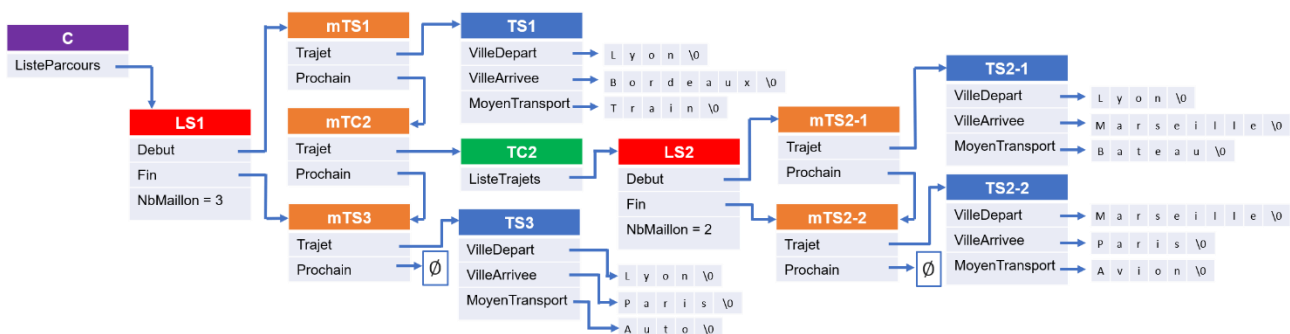 C
ListeParcours
LS1
Debut
Fin
NbMaillon = 3
mTS1
Trajet
Prochain
mTC2
Trajet
Prochain
mTS3
Trajet
Prochain
Ø
TS1
VilleDepart
L y o n \0
VilleArrivee
B o r d e a u x \0
MoyenTransport
T r a i n \0
TC2
ListeTrajets
TS3
VilleDepart
L y o n \0
VilleArrivee
P a r i s \0
MoyenTransport
A u t o \0
LS2
Debut
Fin
NbMaillon = 2
mTS2-1
Trajet
Prochain
mTS2-2
Trajet
Prochain
Ø
TS2-1
VilleDepart
L y o n \0
VilleArrivee
M a r s e i l l e \0
MoyenTransport
B a t e a u \0
TS2-2
VilleDepart
M a r s e i l l e \0
VilleArrivee
P a r i s \0
MoyenTransport
A v i o n \0